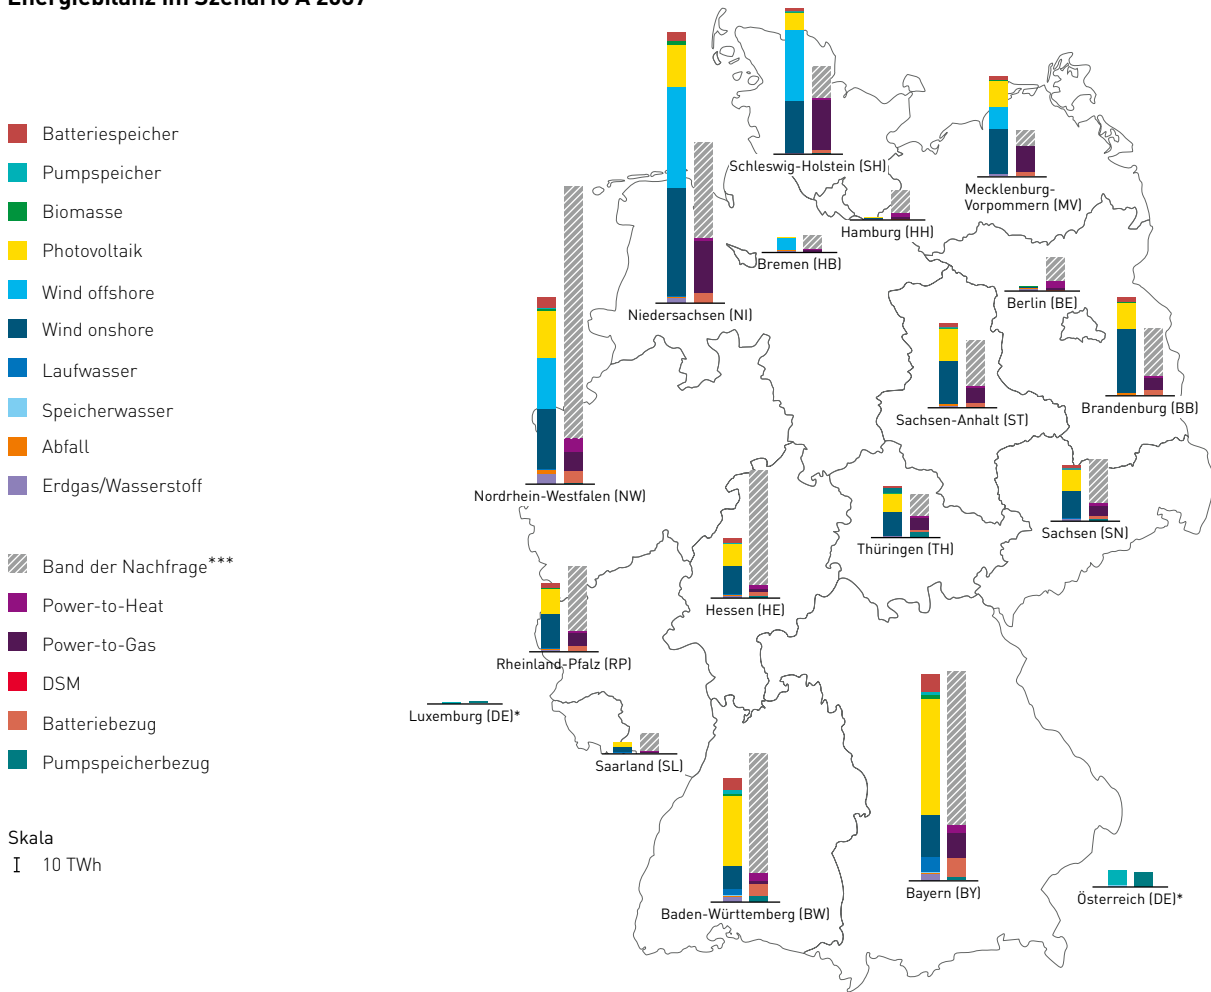 Energiebilanz im Szenario A 2037
Batteriespeicher
Pumpspeicher
Biomasse
Photovoltaik
Wind offshore
Wind onshore
Laufwasser
Speicherwasser
Abfall
Erdgas/Wasserstoff
Band der Nachfrage***
Power-to-Heat
Power-to-Gas
DSM
Batteriebezug
Pumpspeicherbezug
Skala
10 TWh
Schleswig-Holstein (SH)
Mecklenburg-
Vorpommern (MV)
Hamburg (HH)
Bremen (HB)
Berlin (BE)
Niedersachsen (NI)
Brandenburg (BB)
Sachsen-Anhalt (ST)
Nordrhein-Westfalen (NW)
Sachsen (SN)
Thüringen (TH)
Hessen (HE)
Rheinland-Pfalz (RP)
Luxemburg (DE)*
Saarland (SL)
Bayern (BY)
Österreich (DE)*
Baden-Württemberg (BW)